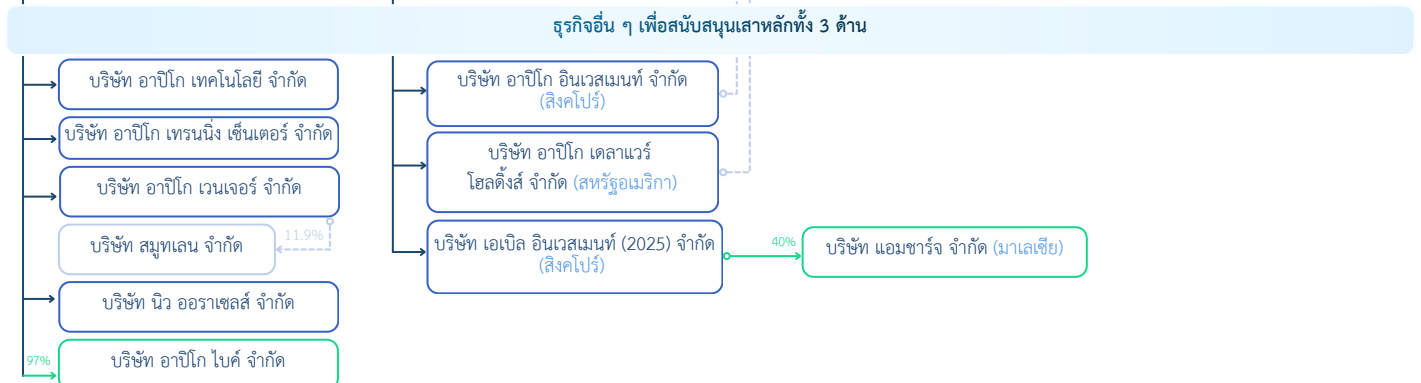 ธุรกิจอื่น ๆ เพื่อสนับสนุนเสาหลักทั้ง 3 ด้าน
บริษัท อาปิโก เทคโนโลยี จำกัด
บริษัท อาปิโก เทรนนิ่ง เซ็นเตอร์ จำกัด
บริษัท อาปิโก เวนเจอร์ จำกัด
11.9%
บริษัท สมูทเลน จำกัด
บริษัท นิว ออราเซลส์ จำกัด
97%
บริษัท อาปิโก ไบค์ จำกัด
บริษัท อาปิโก อินเวสเมนท์ จำกัด
(สิงคโปร์)
บริษัท อาปิโก เดลาแวร์
โฮลดิ้งส์ จำกัด (สหรัฐอเมริกา)
บริษัท เอเบิล อินเวสเมนท์ (2025) จำกัด
(สิงคโปร์)
40%
บริษัท แอมชาร์จ จำกัด (มาเลเซีย)